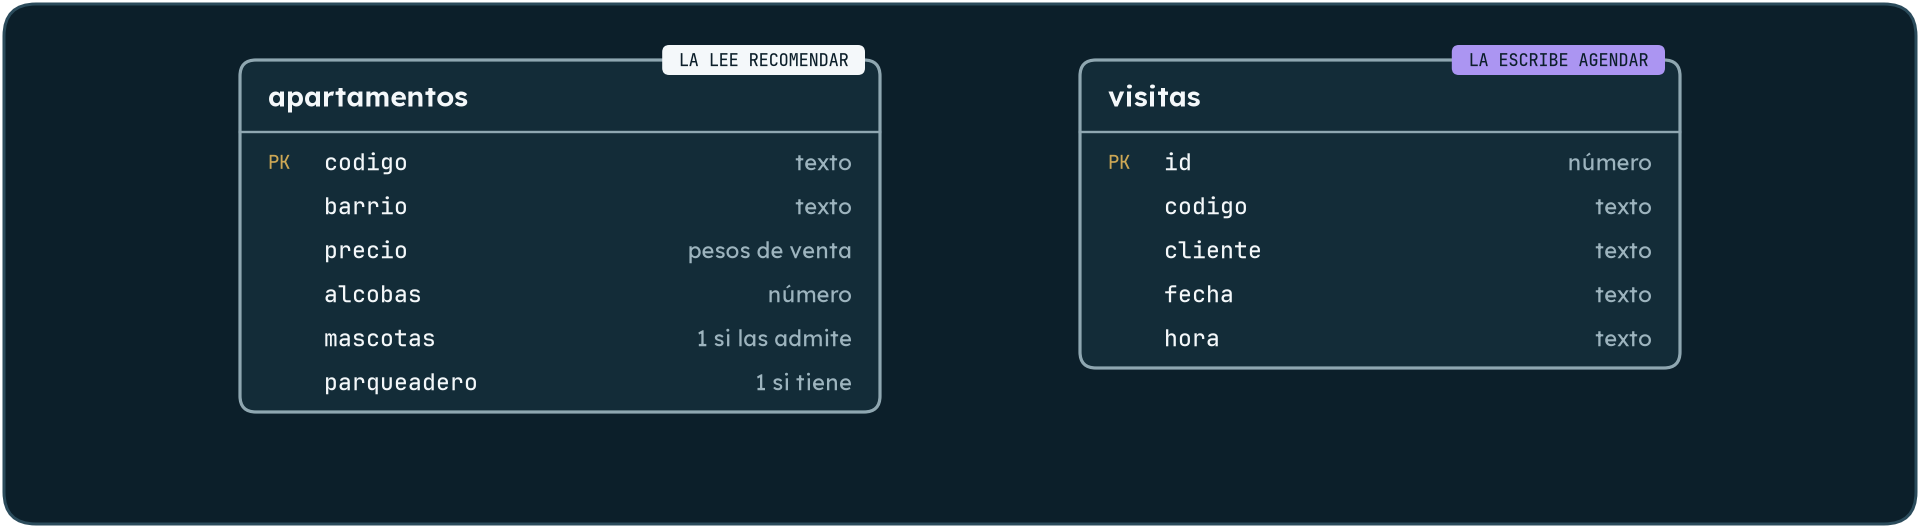 LA LEE RECOMENDAR
apartamentos
PK codigo texto
barrio texto
precio pesos de venta
alcobas número
mascotas 1 si las admite
parqueadero 1 si tiene
LA ESCRIBE AGENDAR
visitas
PK id número
codigo texto
cliente texto
fecha texto
hora texto